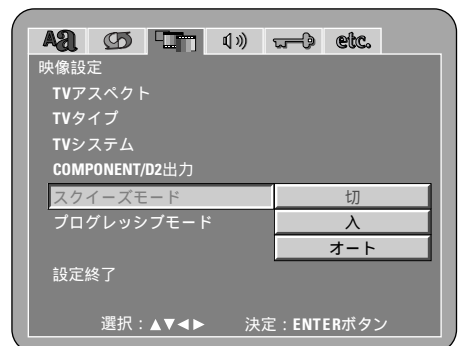 Aa etc.
映像設定
TVアスペクト
TVタイプ
TVシステム
COMPONENT/D2出力
スクイーズモード 切
プログレッシブモード 入
オート
設定終了
選択：▲▼◀▶ 決定：ENTERボタン